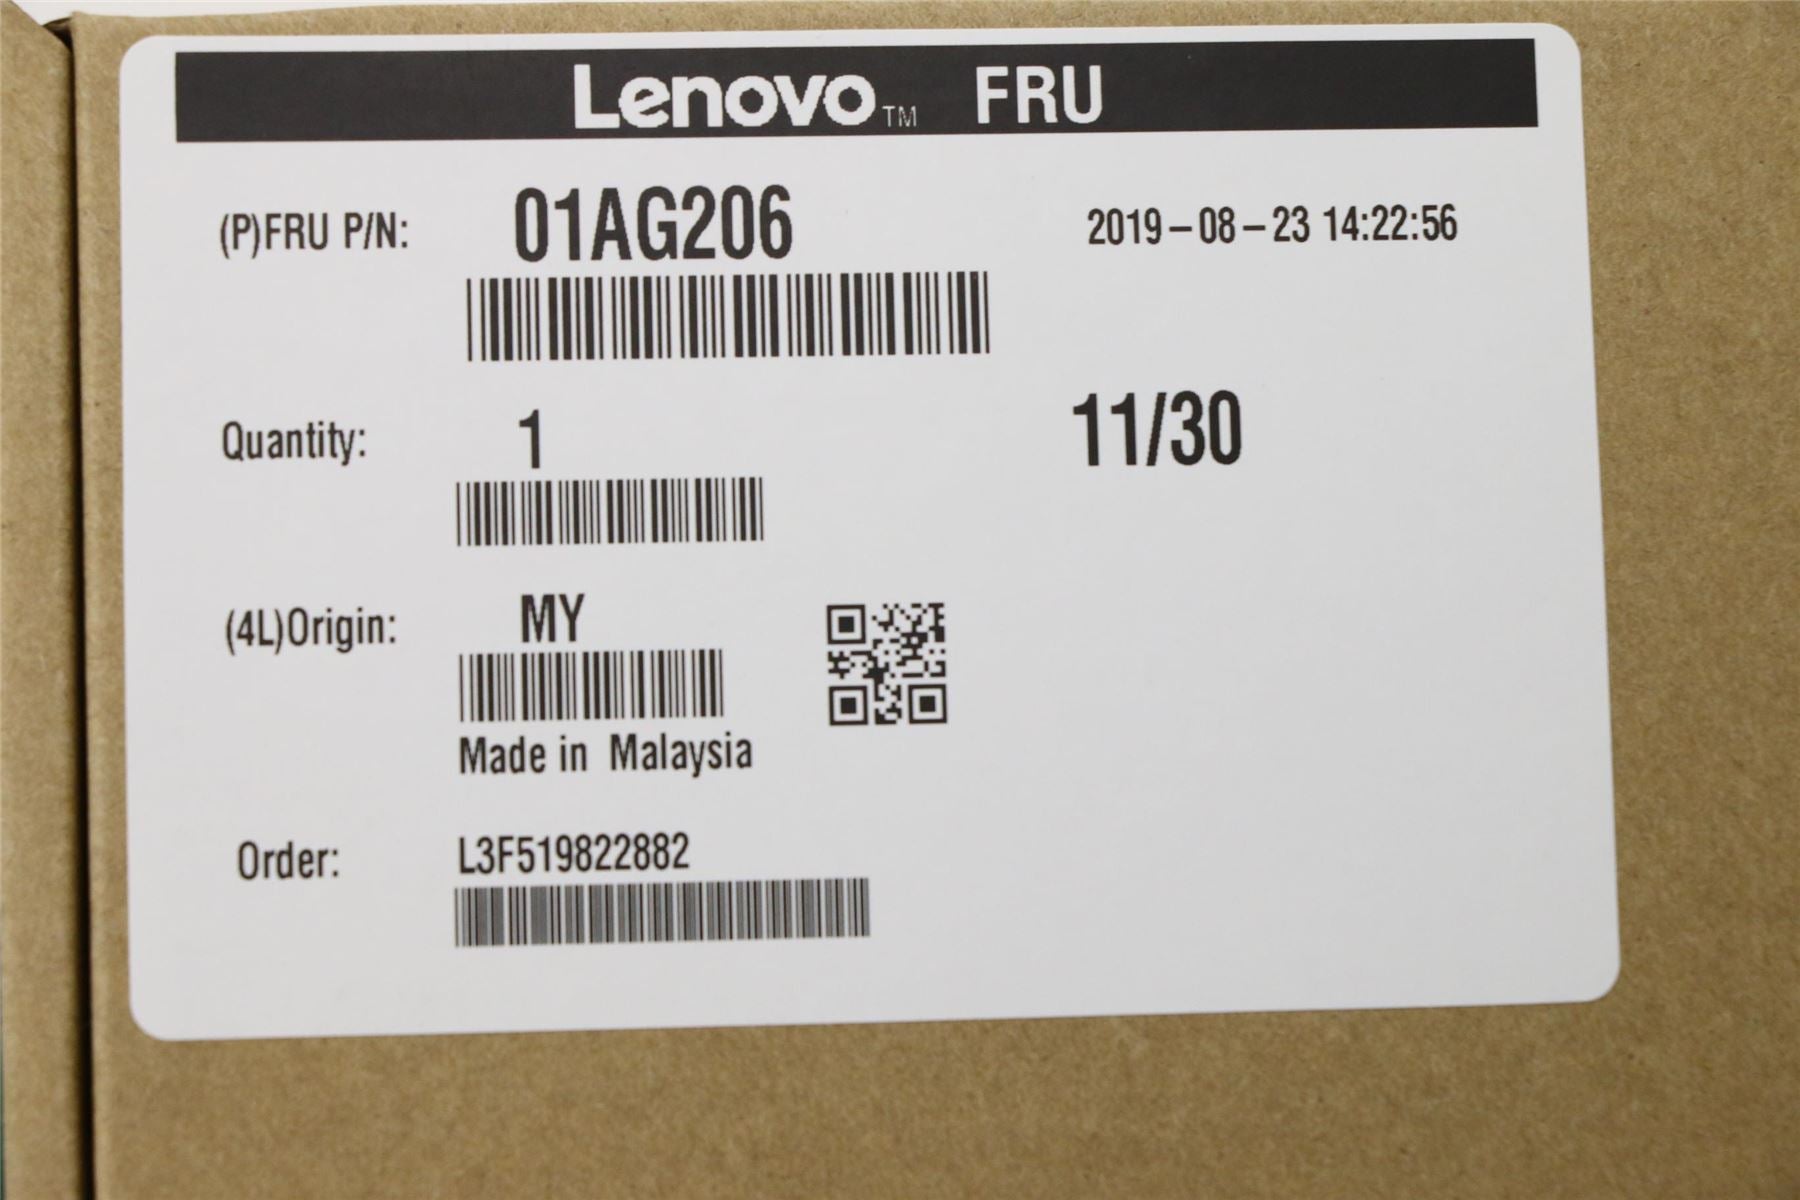 Lenovo™ FRU
(P)FRU P/N: 01AG206 2019-08-23 14:22:56
Quantity: 1 11/30
(4L)Origin: MY
Made in Malaysia
Order: L3F519822882